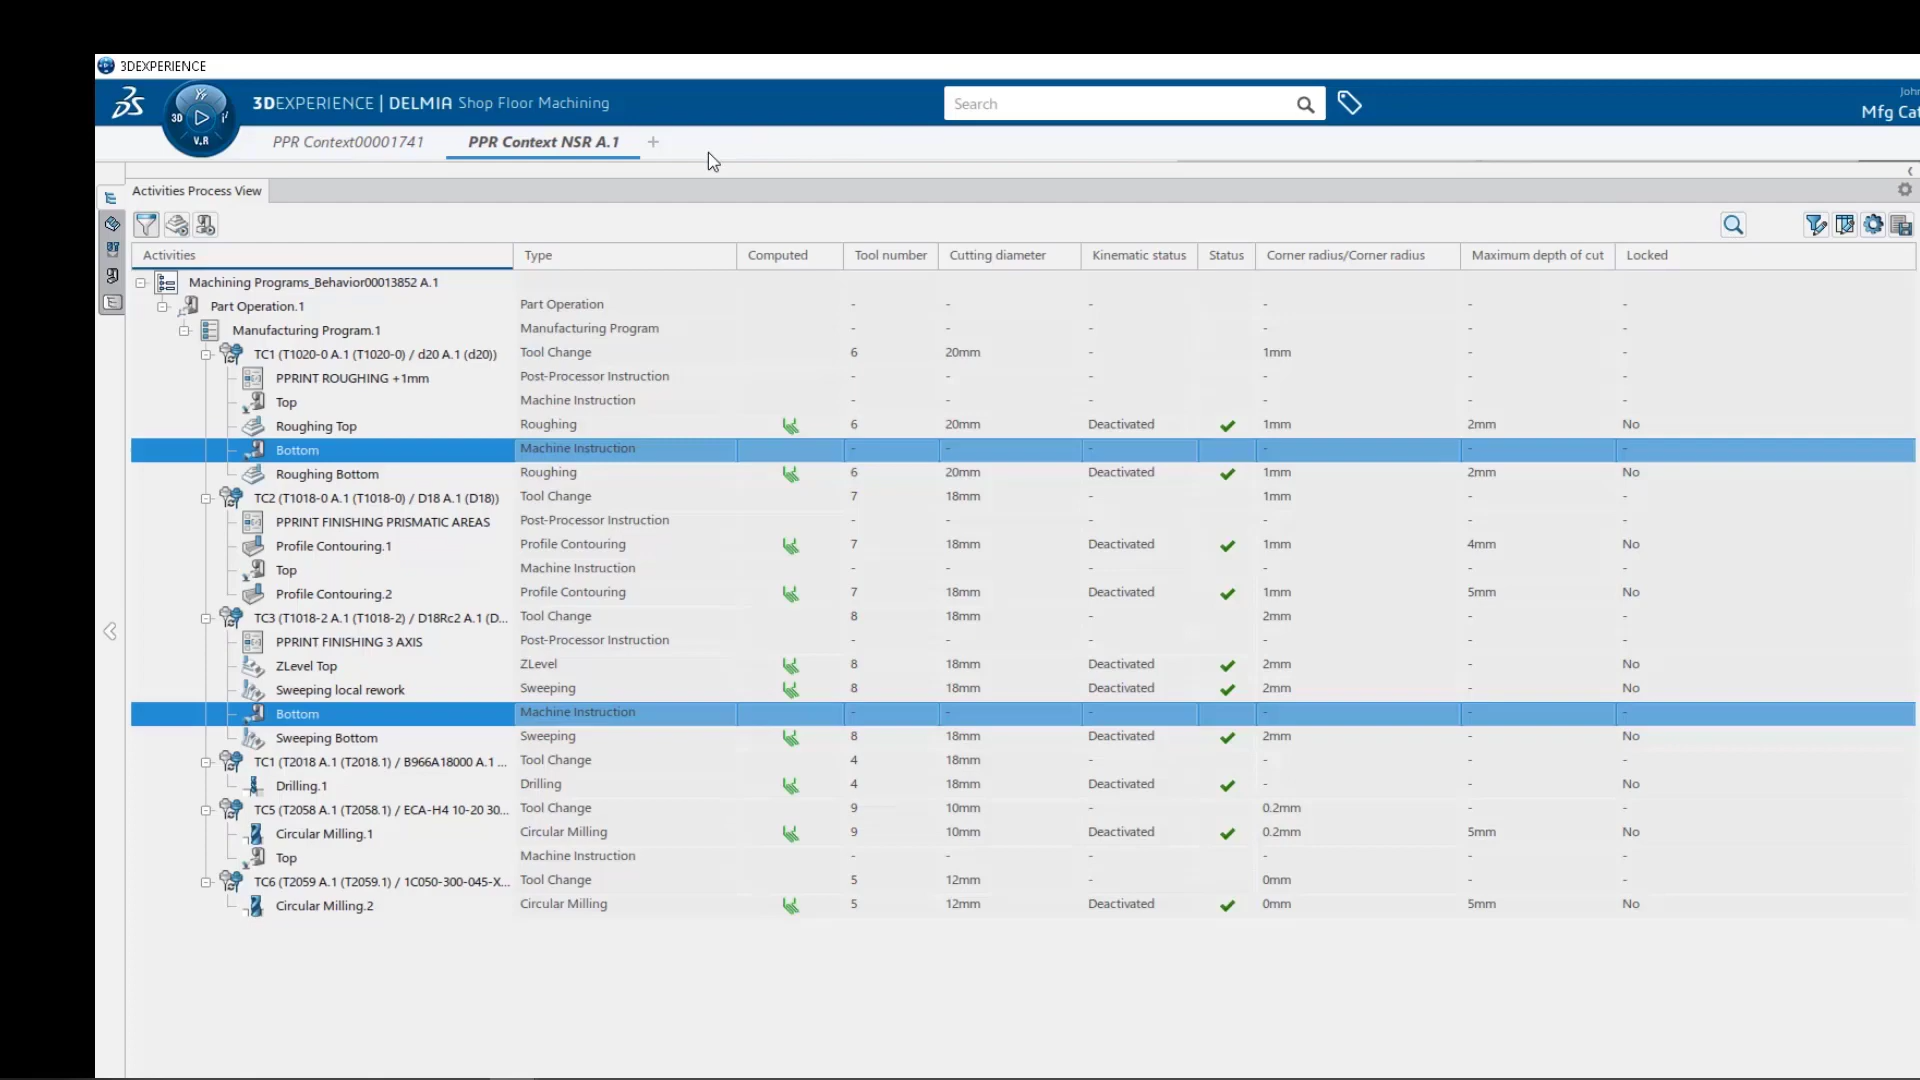 3DEXPERIENCE
3DEXPERIENCE | DELMIA Shop Floor Machining
Search
John
Mfg Cat
3D
V.R
PPR Context00001741 PPR Context NSR A.1 +
Activities Process View
Activities Type Computed Tool number Cutting diameter Kinematic status Status Corner radius/Corner radius Maximum depth of cut Locked
Machining Programs_Behavior00013852 A.1
Part Operation.1 Part Operation - - - - - -
Manufacturing Program.1 Manufacturing Program - - - - - -
TC1 (T1020-0 A.1 (T1020-0) / d20 A.1 (d20)) Tool Change 6 20mm - 1mm - -
PPRINT ROUGHING +1mm Post-Processor Instruction - - - - - -
Top Machine Instruction - - - - - -
Roughing Top Roughing 6 20mm Deactivated 1mm 2mm No
Bottom Machine Instruction - - - - - -
Roughing Bottom Roughing 6 20mm Deactivated 1mm 2mm No
TC2 (T1018-0 A.1 (T1018-0) / D18 A.1 (D18)) Tool Change 7 18mm - 1mm - -
PPRINT FINISHING PRISMATIC AREAS Post-Processor Instruction - - - - - -
Profile Contouring.1 Profile Contouring 7 18mm Deactivated 1mm 4mm No
Top Machine Instruction - - - - - -
Profile Contouring.2 Profile Contouring 7 18mm Deactivated 1mm 5mm No
TC3 (T1018-2 A.1 (T1018-2) / D18Rc2 A.1 (D... Tool Change 8 18mm - 2mm - -
PPRINT FINISHING 3 AXIS Post-Processor Instruction - - - - - -
ZLevel Top ZLevel 8 18mm Deactivated 2mm - No
Sweeping local rework Sweeping 8 18mm Deactivated 2mm - No
Bottom Machine Instruction - - - - - -
Sweeping Bottom Sweeping 8 18mm Deactivated 2mm - No
TC1 (T2018 A.1 (T2018.1) / B966A18000 A.1 ... Tool Change 4 18mm - - - -
Drilling.1 Drilling 4 18mm Deactivated - - No
TC5 (T2058 A.1 (T2058.1) / ECA-H4 10-20 30... Tool Change 9 10mm - 0.2mm - -
Circular Milling.1 Circular Milling 9 10mm Deactivated 0.2mm 5mm No
Top Machine Instruction - - - - - -
TC6 (T2059 A.1 (T2059.1) / 1C050-300-045-X... Tool Change 5 12mm - 0mm - -
Circular Milling.2 Circular Milling 5 12mm Deactivated 0mm 5mm No